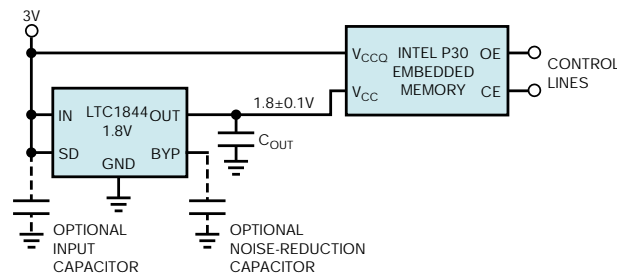 3V
VCCQ INTEL P30 OE
EMBEDDED
VCC MEMORY CE
CONTROL
LINES
IN LTC1844 OUT
1.8V
SD BYP
GND
1.8±0.1V
COUT
OPTIONAL
INPUT
CAPACITOR
OPTIONAL
NOISE-REDUCTION
CAPACITOR